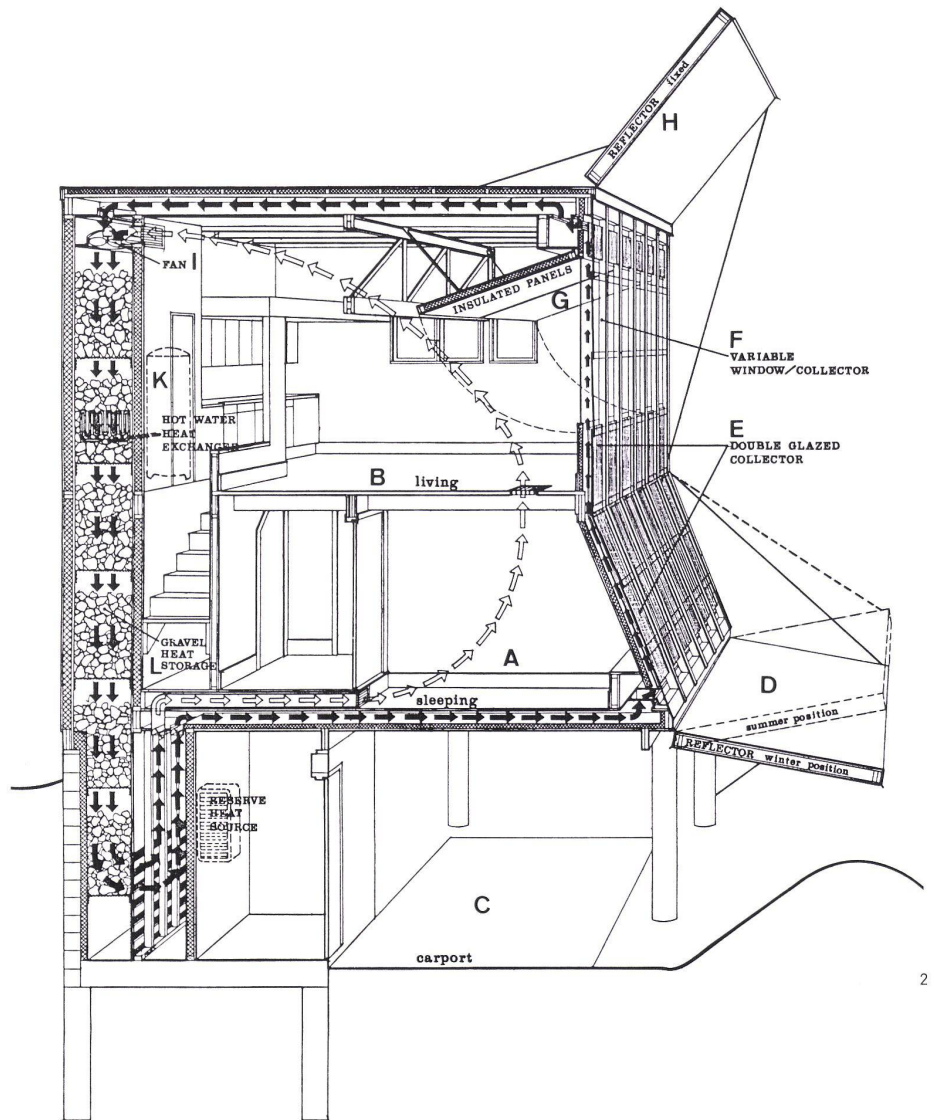 REFLECTOR fixed
H
FAN I
INSULATED PANELS
G
F
VARIABLE
WINDOW/COLLECTOR
K
HOT WATER
HEAT
EXCHANGER
E
DOUBLE GLAZED
COLLECTOR
B living
GRAVEL
HEAT
STORAGE
L
A
sleeping
D
summer position
REFLECTOR winter position
RESERVE
HEAT
SOURCE
C
carport
2